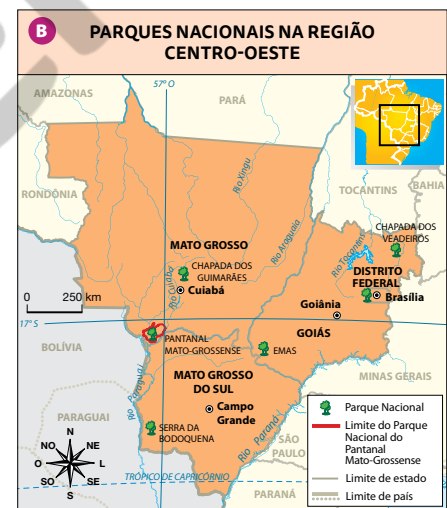 B
PARQUES NACIONAIS NA REGIÃO
CENTRO-OESTE
57° O
AMAZONAS
PARÁ
RONDÔNIA
Rio Xingu
TOCANTINS
BAHIA
Rio Araguaia
CHAPADA DOS
VEADEIROS
MATO GROSSO
Rio Tocantins
CHAPADA DOS
GUIMARÃES
DISTRITO
FEDERAL
Cuiabá
Rio Cuiabá
Brasília
0 250 km
Goiânia
17° S
GOIÁS
BOLÍVIA
PANTANAL
MATO-GROSSENSE
EMAS
MATO GROSSO
DO SUL
MINAS GERAIS
Rio Paraguai
Campo
Grande
PARAGUAI
SERRA DA
BODOQUENA
Rio Paraná
SÃO
PAULO
TRÓPICO DE CAPRICÓRNIO
PARANÁ
N
NO
NE
O
L
SO
SE
S
Parque Nacional
Limite do Parque
Nacional do
Pantanal
Mato-Grossense
Limite de estado
Limite de país